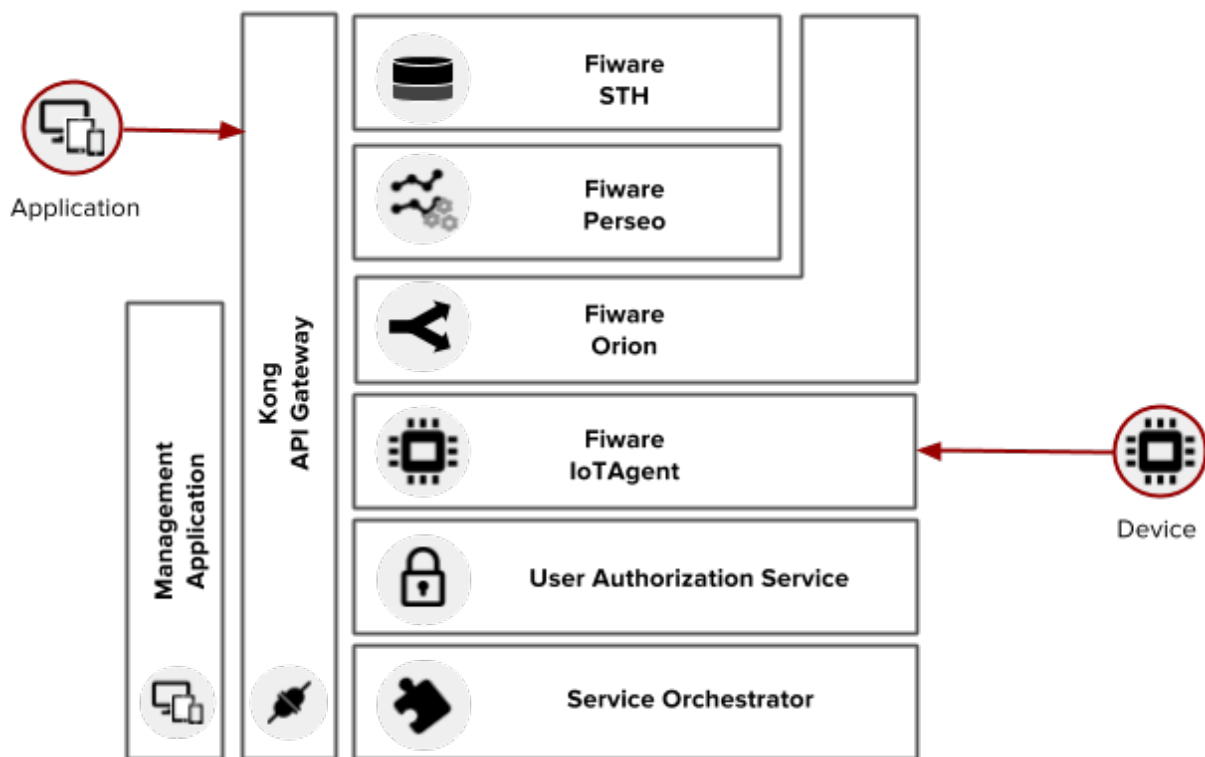 Fiware
STH
Application
Fiware
Perseo
Fiware
Orion
Kong
API Gateway
Management
Application
Fiware
IoTAgent
Device
User Authorization Service
Service Orchestrator